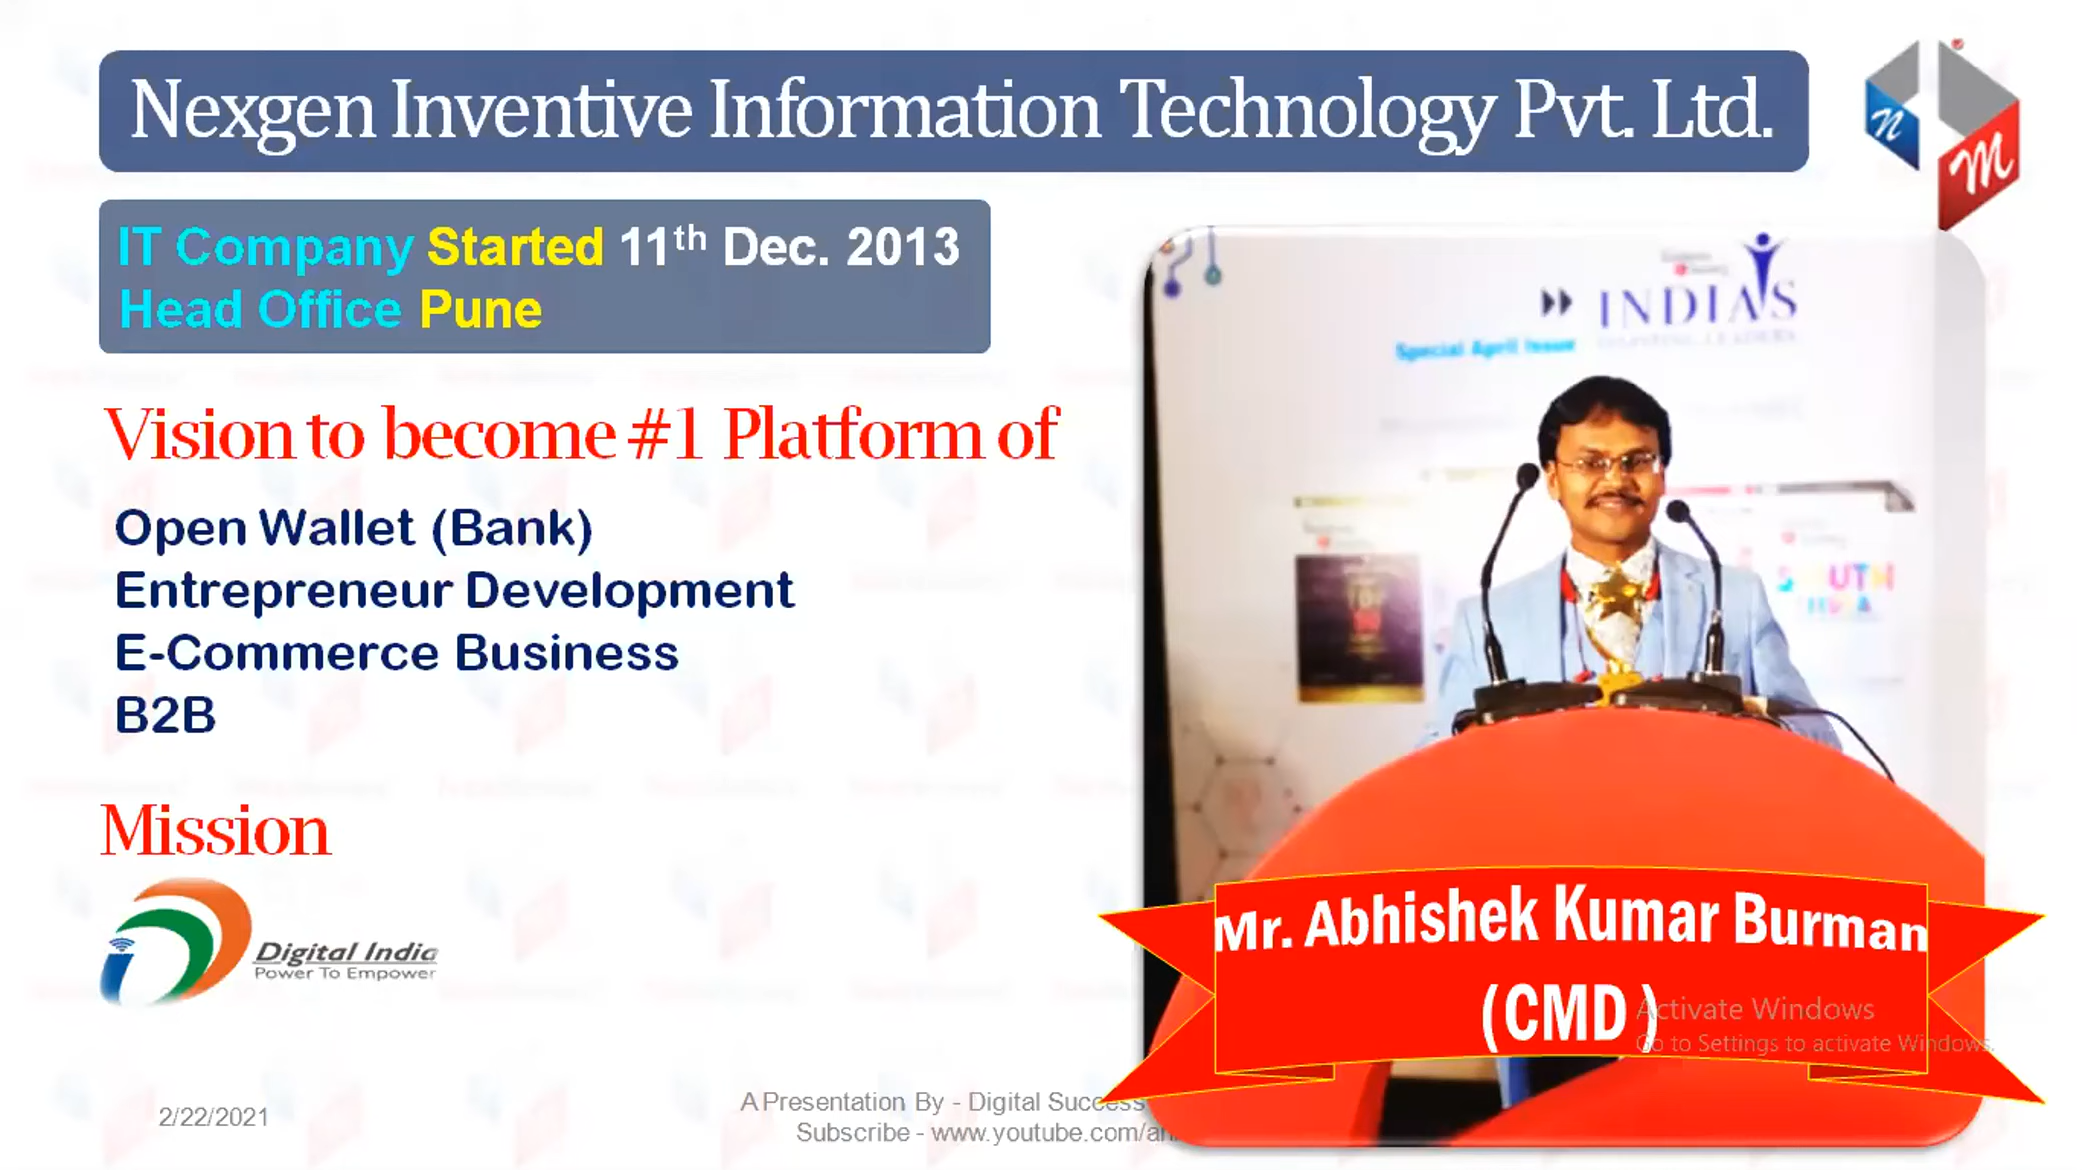 Nexgen Inventive Information Technology Pvt. Ltd.
n
M
IT Company Started 11th Dec. 2013
Head Office Pune
INDIA'S
Special April Issue
Vision to become #1 Platform of
Open Wallet (Bank)
Entrepreneur Development
E-Commerce Business
B2B
Mission
Digital India
Power To Empower
Mr. Abhishek Kumar Burman
(CMD)
Activate Windows
Go to Settings to activate Windows.
2/22/2021
A Presentation By - Digital Success
Subscribe - www.youtube.com/